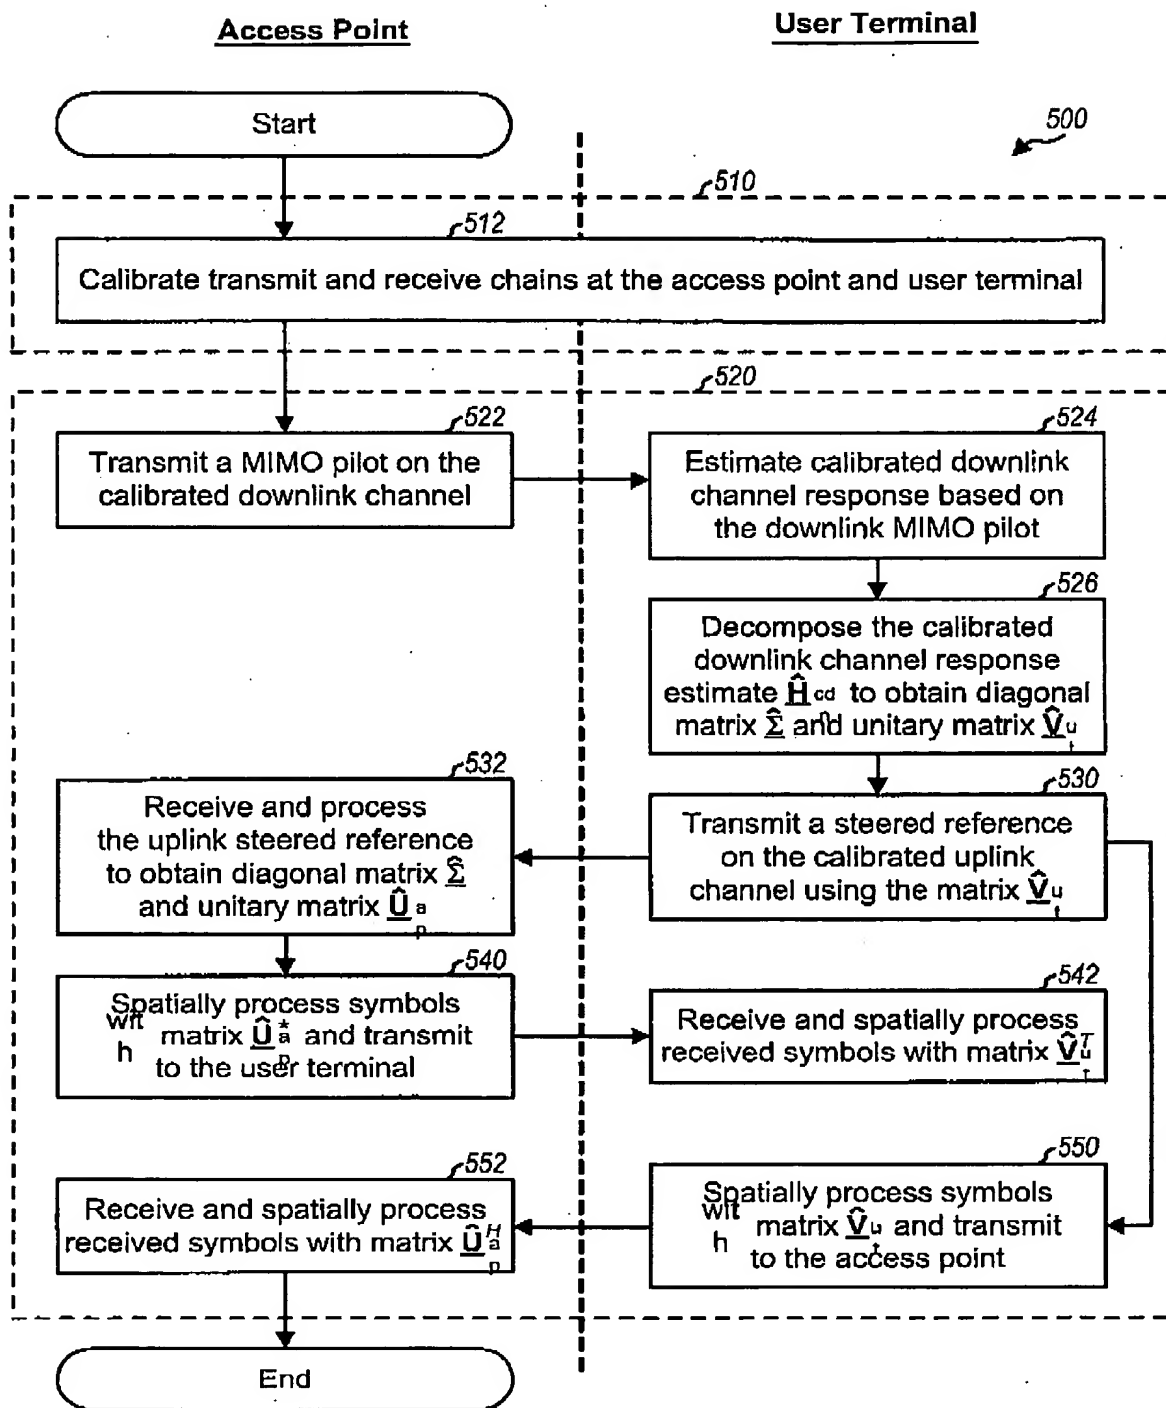 Access Point
User Terminal
Start
500
510
512
Calibrate transmit and receive chains at the access point and user terminal
520
522
Transmit a MIMO pilot on the
calibrated downlink channel
524
Estimate calibrated downlink
channel response based on
the downlink MIMO pilot
526
Decompose the calibrated
downlink channel response
estimate Ĥcdn to obtain diagonal
matrix Σ̂ and unitary matrix V̂ut
532
Receive and process
the uplink steered reference
to obtain diagonal matrix Σ̂
and unitary matrix Ûap
530
Transmit a steered reference
on the calibrated uplink
channel using the matrix V̂ut
540
Spatially process symbols
with matrix Û*ap and transmit
to the user terminal
542
Receive and spatially process
received symbols with matrix V̂Tut
552
Receive and spatially process
received symbols with matrix ÛHap
550
Spatially process symbols
with matrix V̂ut and transmit
to the access point
End